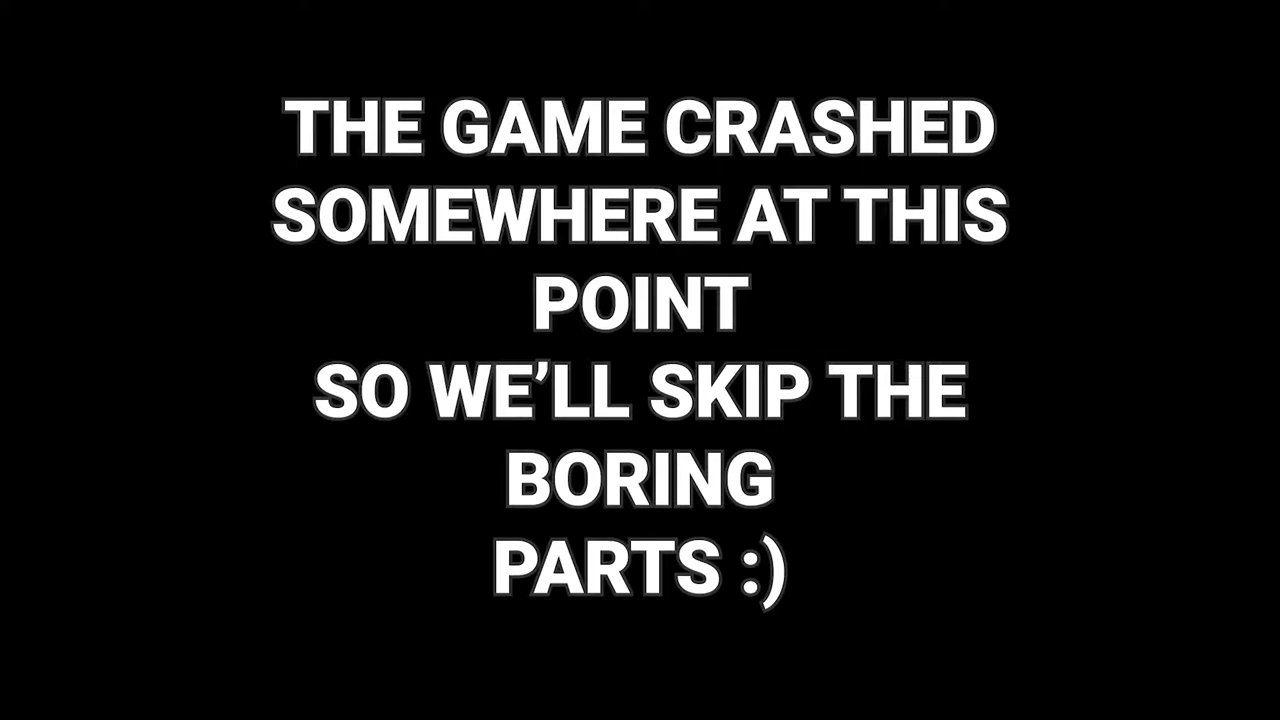 THE GAME CRASHED
SOMEWHERE AT THIS
POINT
SO WE’LL SKIP THE
BORING
PARTS :)